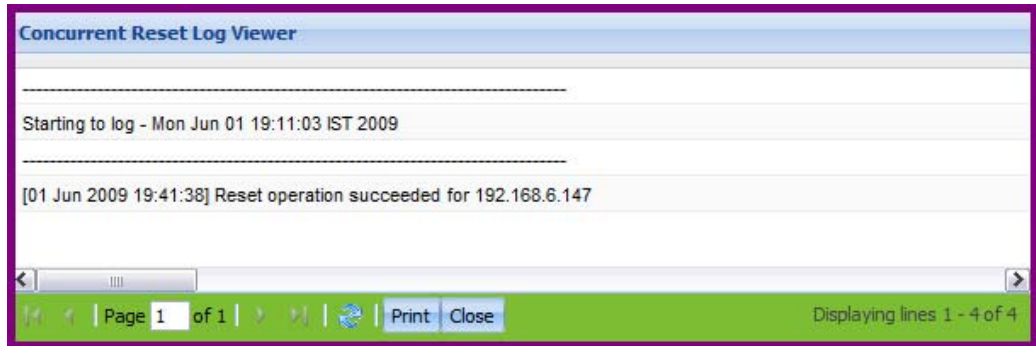 Concurrent Reset Log Viewer
--------------------------------------------------------------------------------
Starting to log - Mon Jun 01 19:11:03 IST 2009
--------------------------------------------------------------------------------
[01 Jun 2009 19:41:38] Reset operation succeeded for 192.168.6.147
Page 1 of 1 Print Close Displaying lines 1 - 4 of 4